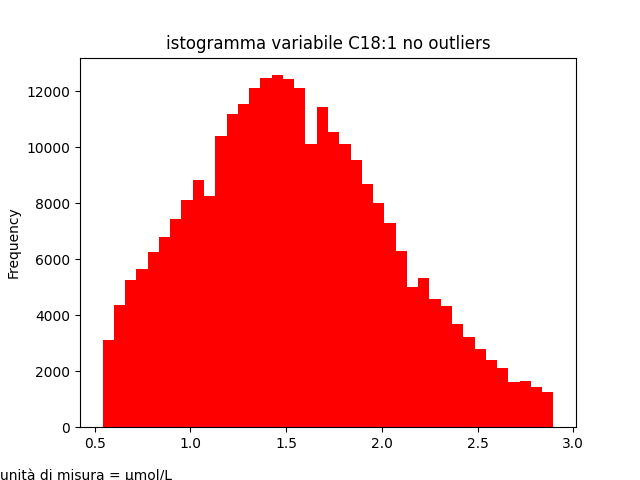 istogramma variabile C18:1 no outliers
12000
10000
8000
6000
4000
2000
0
Frequency
0.5 1.0 1.5 2.0 2.5 3.0
unità di misura = μmol/L